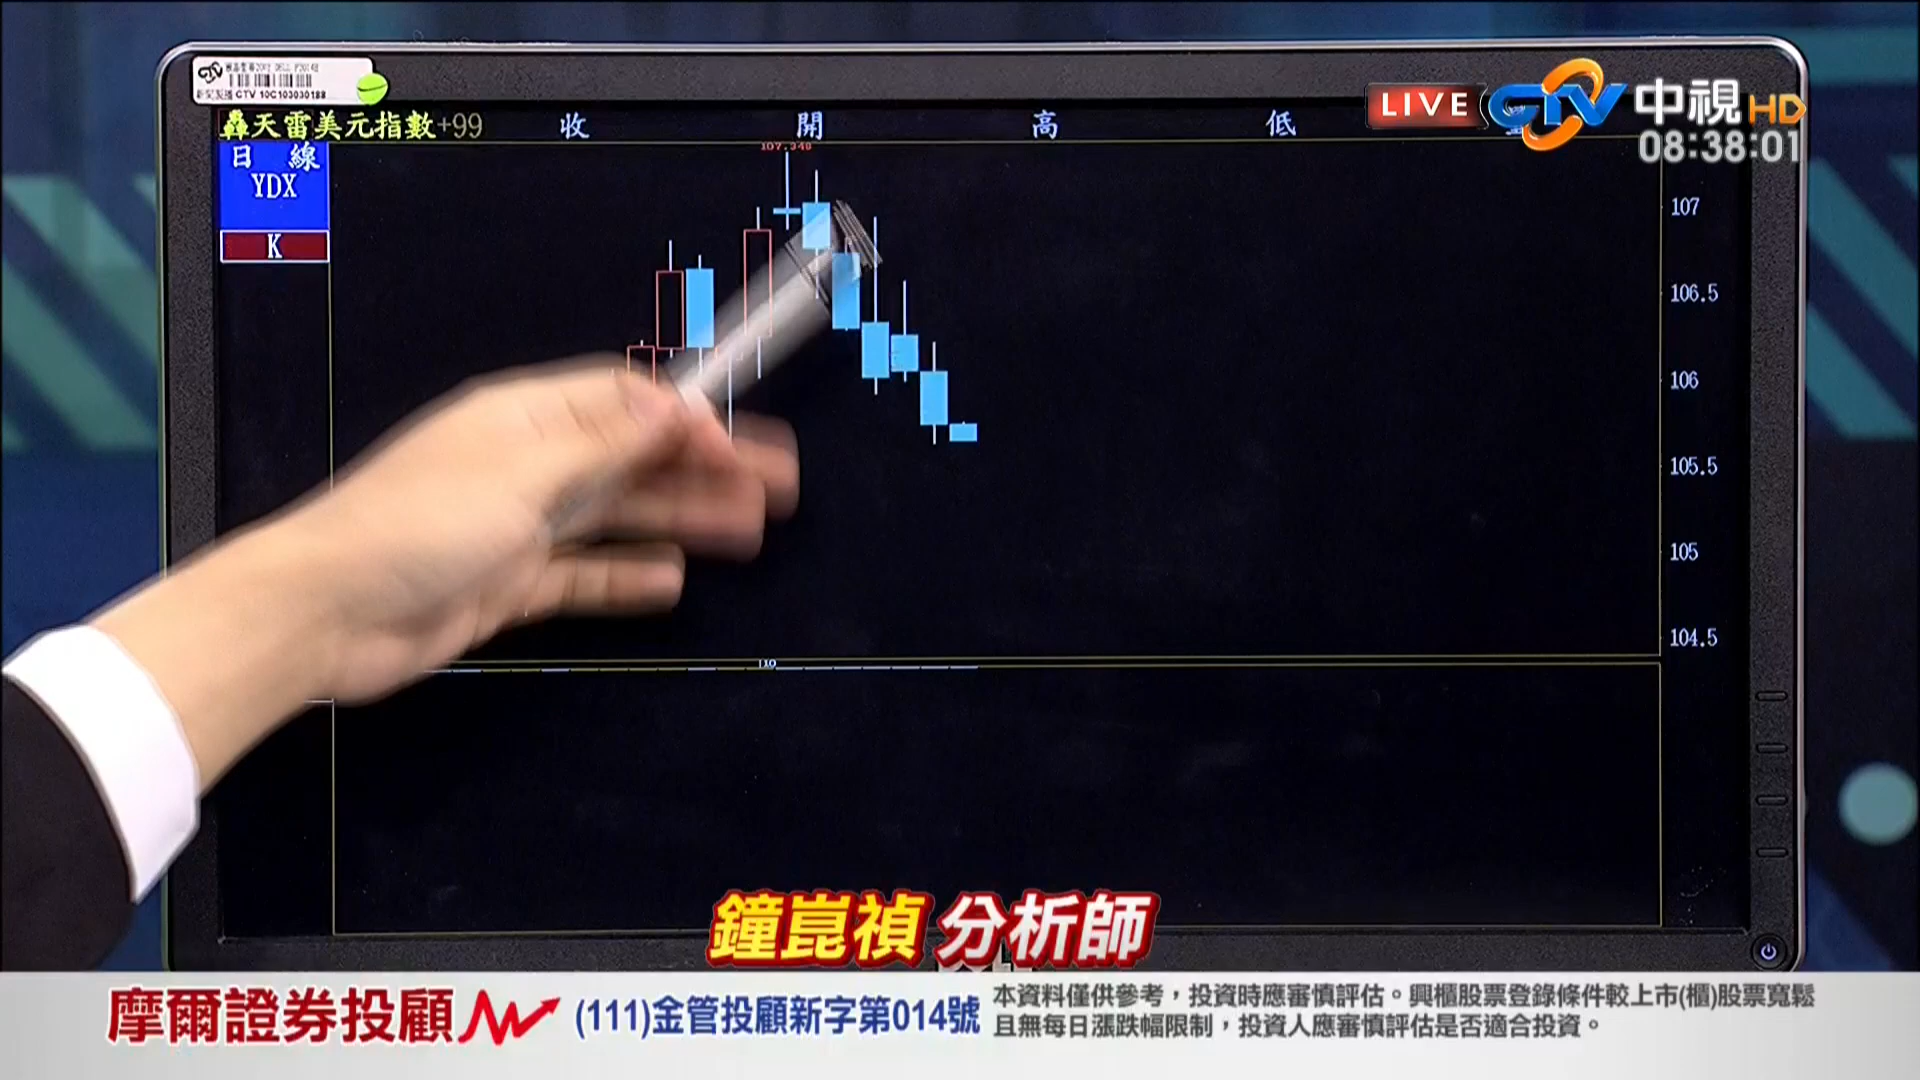 CTV 10C103030188
LIVE
CTV 中視HD
08:38:01
轟天雷美元指數+99
收 開 高 低
日 線
YDX
K
107.348
107
106.5
106
105.5
105
104.5
10
鐘崑禎 分析師
摩爾證券投顧
(111)金管投顧新字第014號
本資料僅供參考，投資時應審慎評估。興櫃股票登錄條件較上市(櫃)股票寬鬆
且無每日漲跌幅限制，投資人應審慎評估是否適合投資。